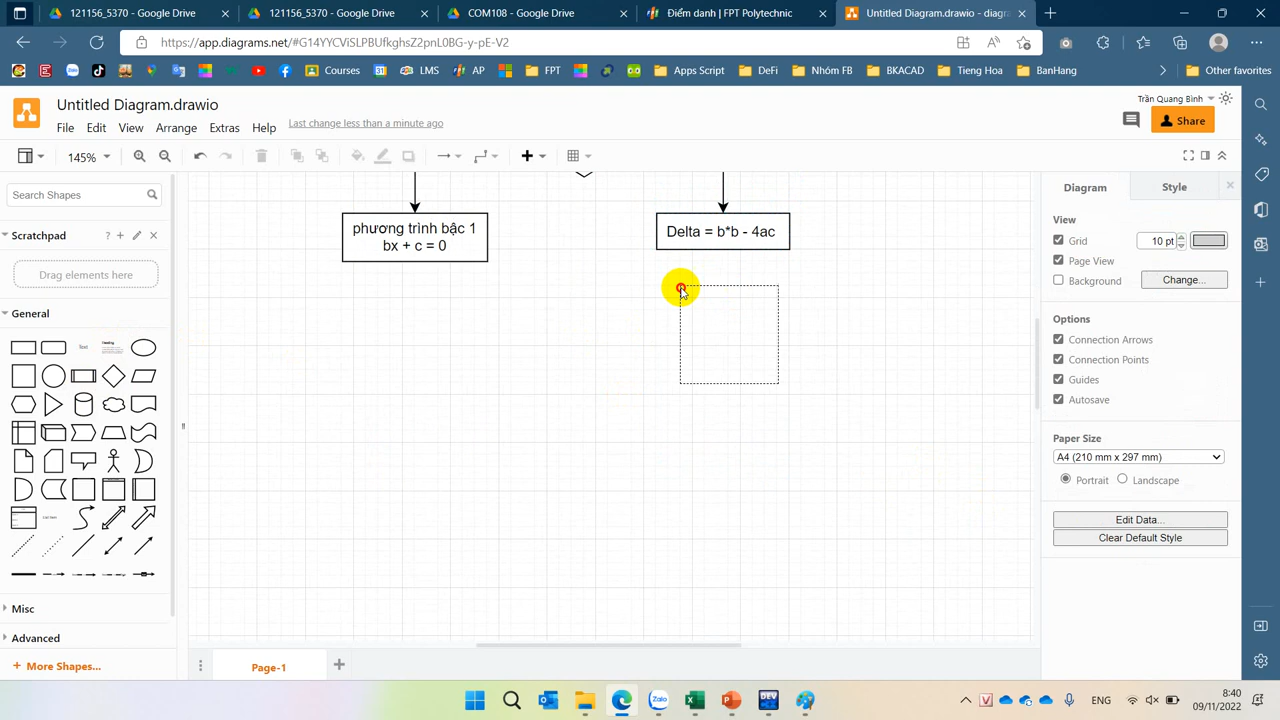 121156_5370 - Google Drive
121156_5370 - Google Drive
COM108 - Google Drive
Điểm danh | FPT Polytechnic
Untitled Diagram.drawio - diagra
https://app.diagrams.net/#G14YYCViSLPBUfkghsZ2pnL0BG-y-pE-V2
Courses
LMS
AP
FPT
Apps Script
DeFi
Nhóm FB
BKACAD
Tieng Hoa
BanHang
Other favorites
Untitled Diagram.drawio
Trần Quang Bình
File
Edit
View
Arrange
Extras
Help
Last change less than a minute ago
Share
145%
Search Shapes
Scratchpad
Drag elements here
General
Text
Heading
List Item
Misc
Advanced
+ More Shapes...
phương trình bậc 1
bx + c = 0
Delta = b*b - 4ac
Diagram
Style
View
Grid
10 pt
Page View
Background
Change...
Options
Connection Arrows
Connection Points
Guides
Autosave
Paper Size
A4 (210 mm x 297 mm)
Portrait
Landscape
Edit Data...
Clear Default Style
Page-1
ENG
8:40
09/11/2022